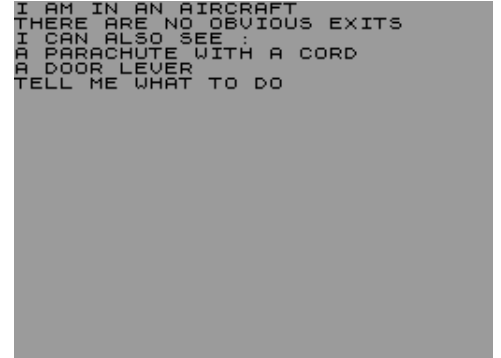 I AM IN AN AIRCRAFT
THERE ARE NO OBVIOUS EXITS
I CAN ALSO SEE :
A PARACHUTE WITH A CORD
A DOOR LEVER
TELL ME WHAT TO DO